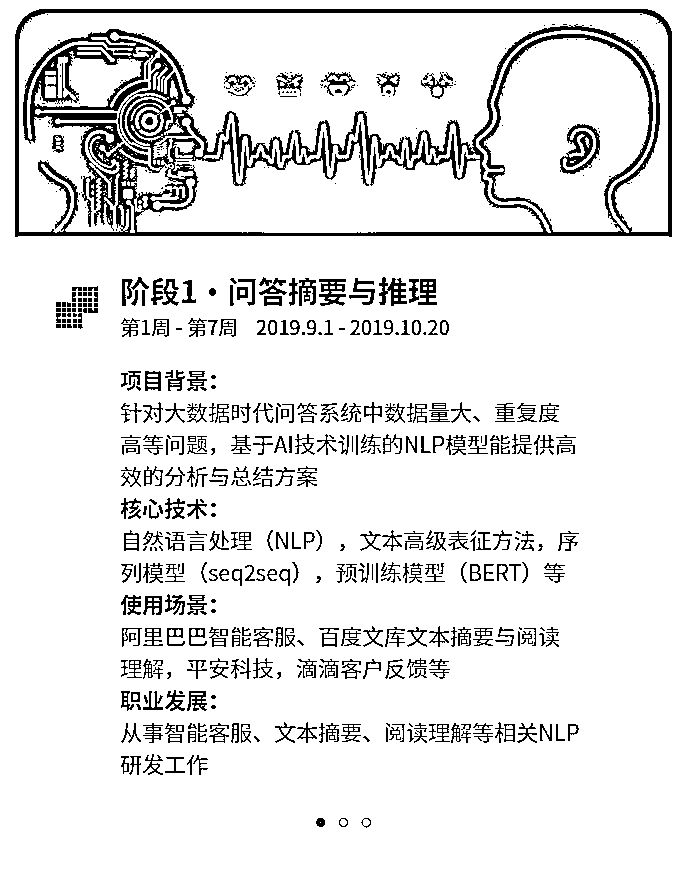 阶段1·问答摘要与推理
第1周 - 第7周 2019.9.1 - 2019.10.20
项目背景：
针对大数据时代问答系统中数据量大、重复度
高等问题，基于AI技术训练的NLP模型能提供高
效的分析与总结方案
核心技术：
自然语言处理（NLP），文本高级表征方法，序
列模型（seq2seq），预训练模型（BERT）等
使用场景：
阿里巴巴智能客服、百度文库文本摘要与阅读
理解，平安科技，滴滴客户反馈等
职业发展：
从事智能客服、文本摘要、阅读理解等相关NLP
研发工作